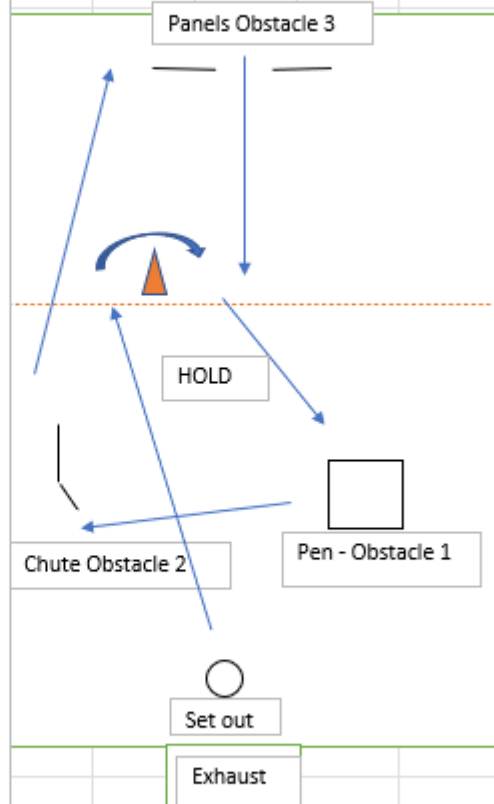 Panels Obstacle 3
HOLD
Pen - Obstacle 1
Chute Obstacle 2
Set out
Exhaust